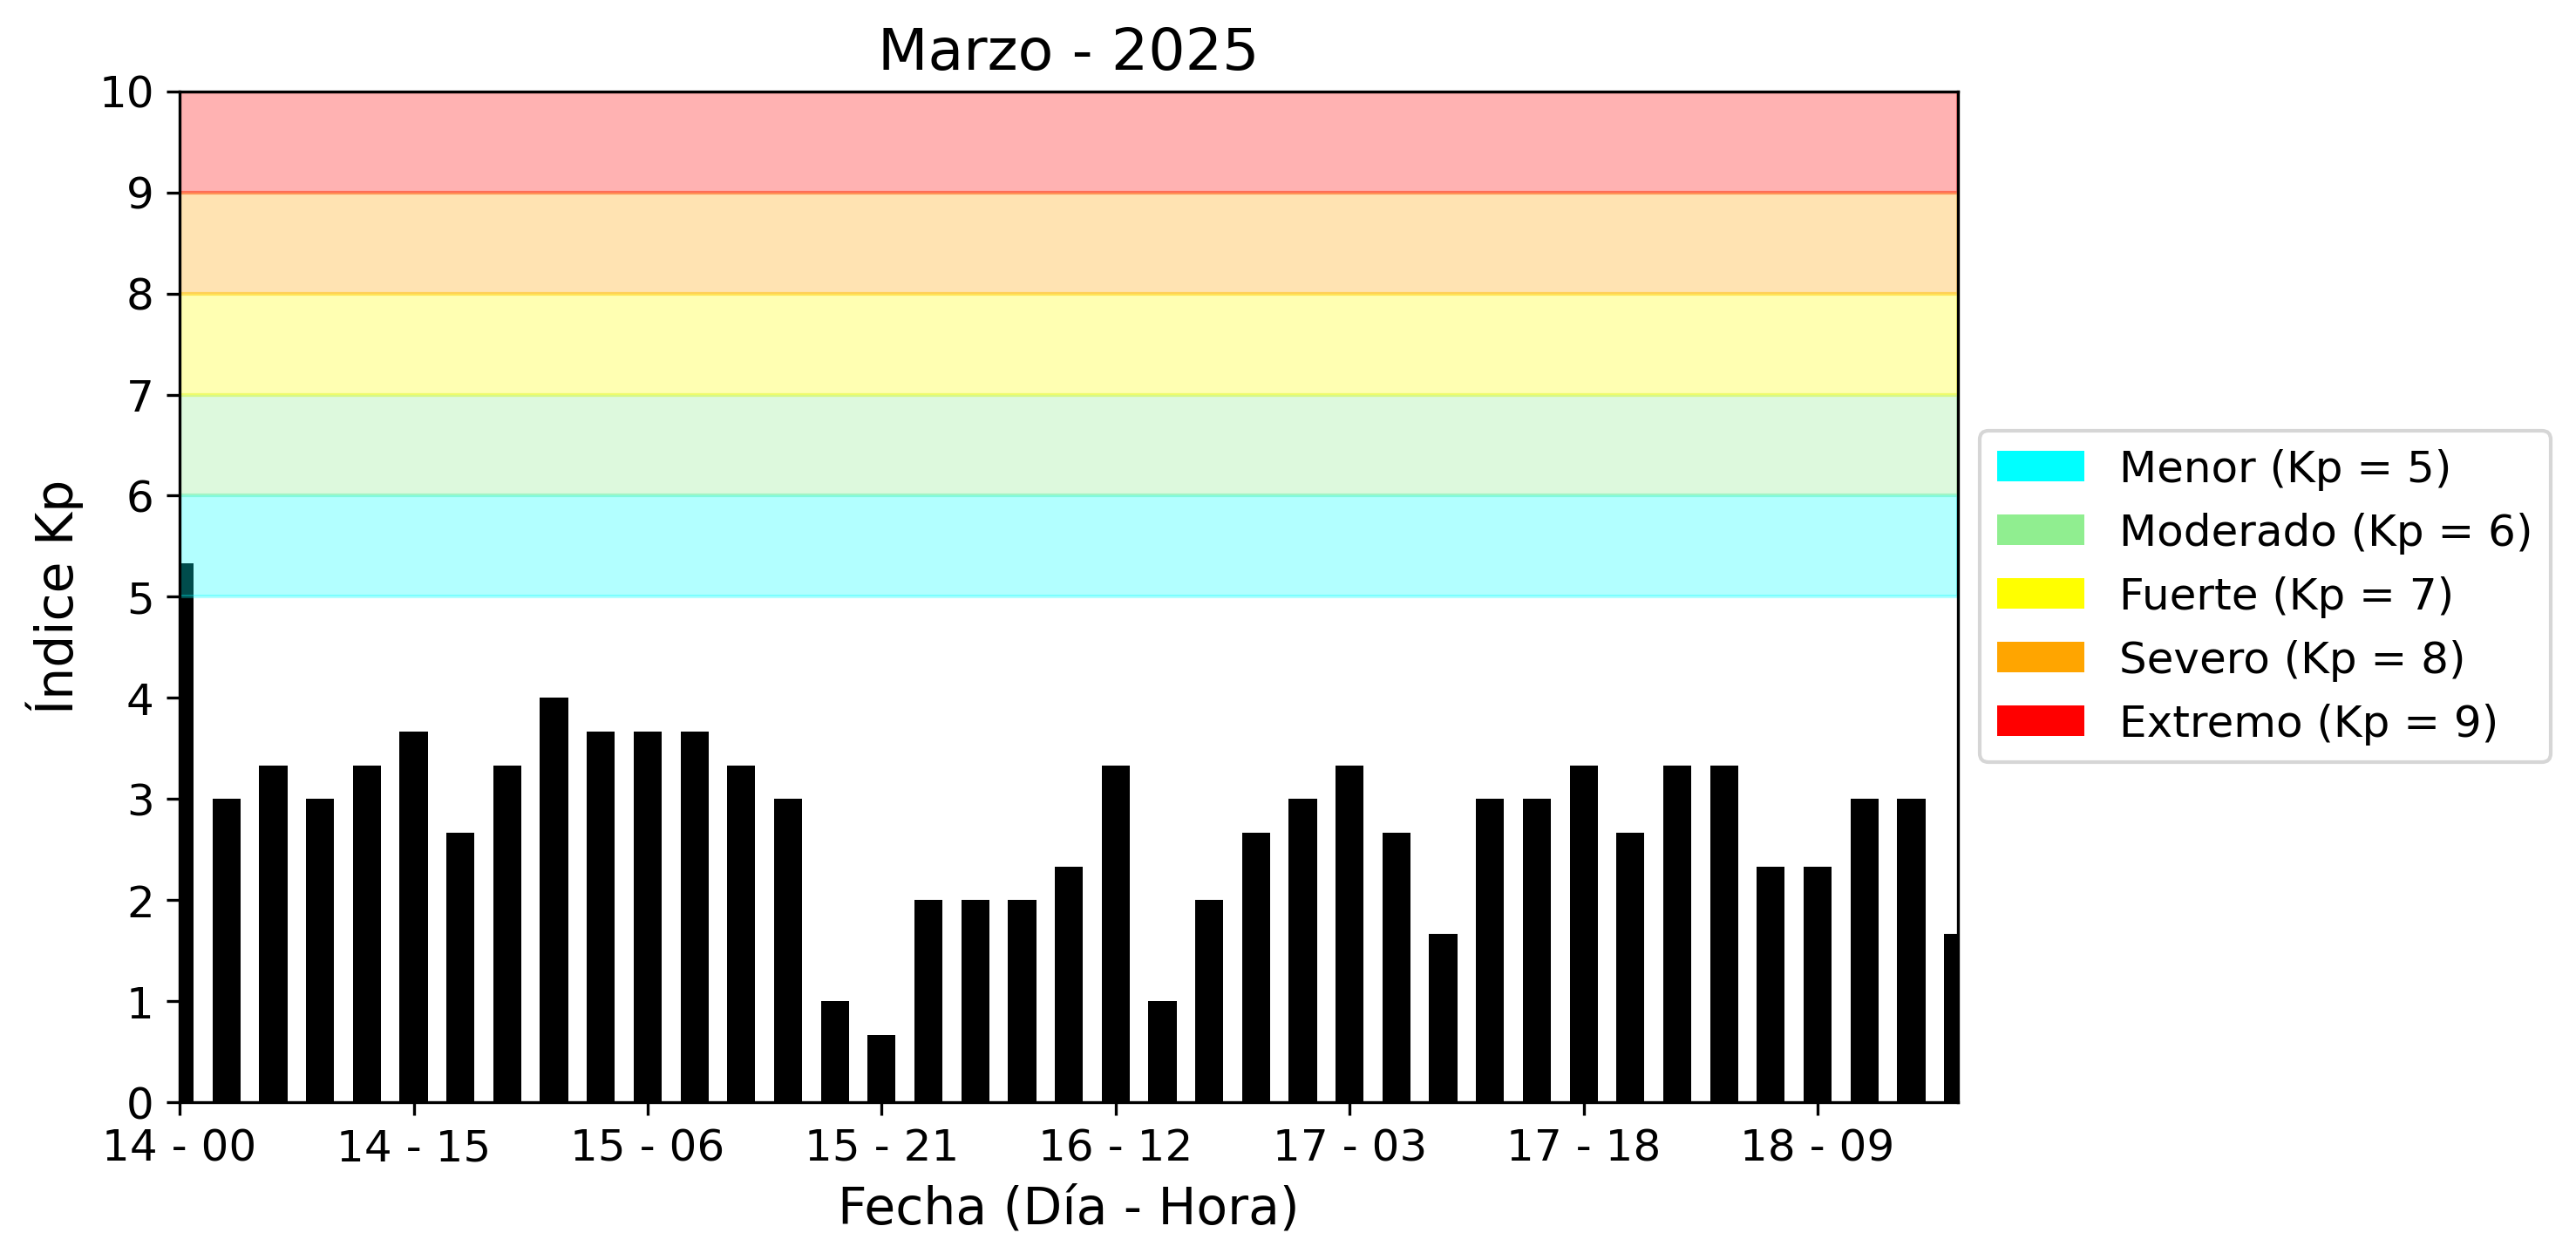 Marzo - 2025
10
9
8
7
6
5
4
3
2
1
0
Índice Kp
14 - 00
14 - 15
15 - 06
15 - 21
16 - 12
17 - 03
17 - 18
18 - 09
Fecha (Día - Hora)
Menor (Kp = 5)
Moderado (Kp = 6)
Fuerte (Kp = 7)
Severo (Kp = 8)
Extremo (Kp = 9)